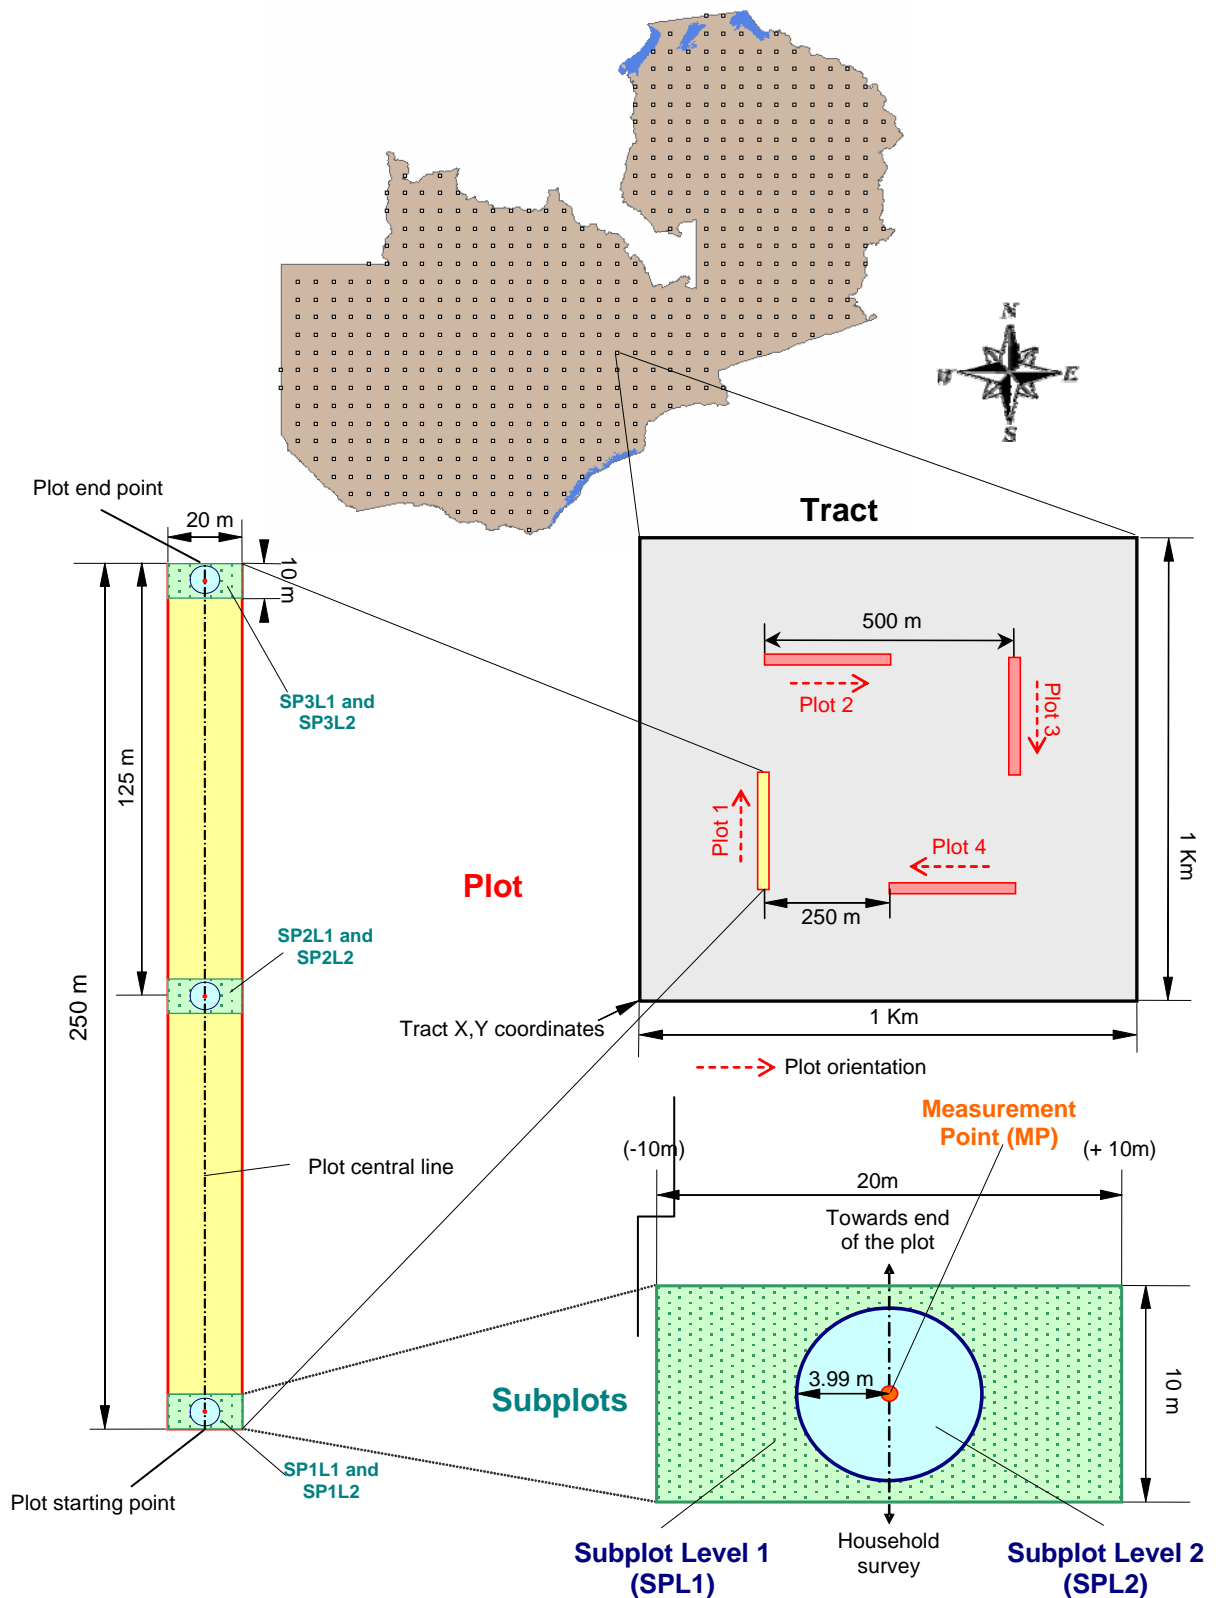 N
W
E
S
Plot end point
20 m
10 m
Tract
500 m
Plot 2
Plot 3
SP3L1 and
SP3L2
125 m
Plot 1
Plot 4
1 Km
Plot
250 m
SP2L1 and
SP2L2
250 m
Tract X,Y coordinates
1 Km
Plot orientation
Measurement
Point (MP)
(-10m)
(+ 10m)
Plot central line
20m
Towards end
of the plot
3.99 m
10 m
Subplots
SP1L1 and
SP1L2
Plot starting point
Household
survey
Subplot Level 1
(SPL1)
Subplot Level 2
(SPL2)